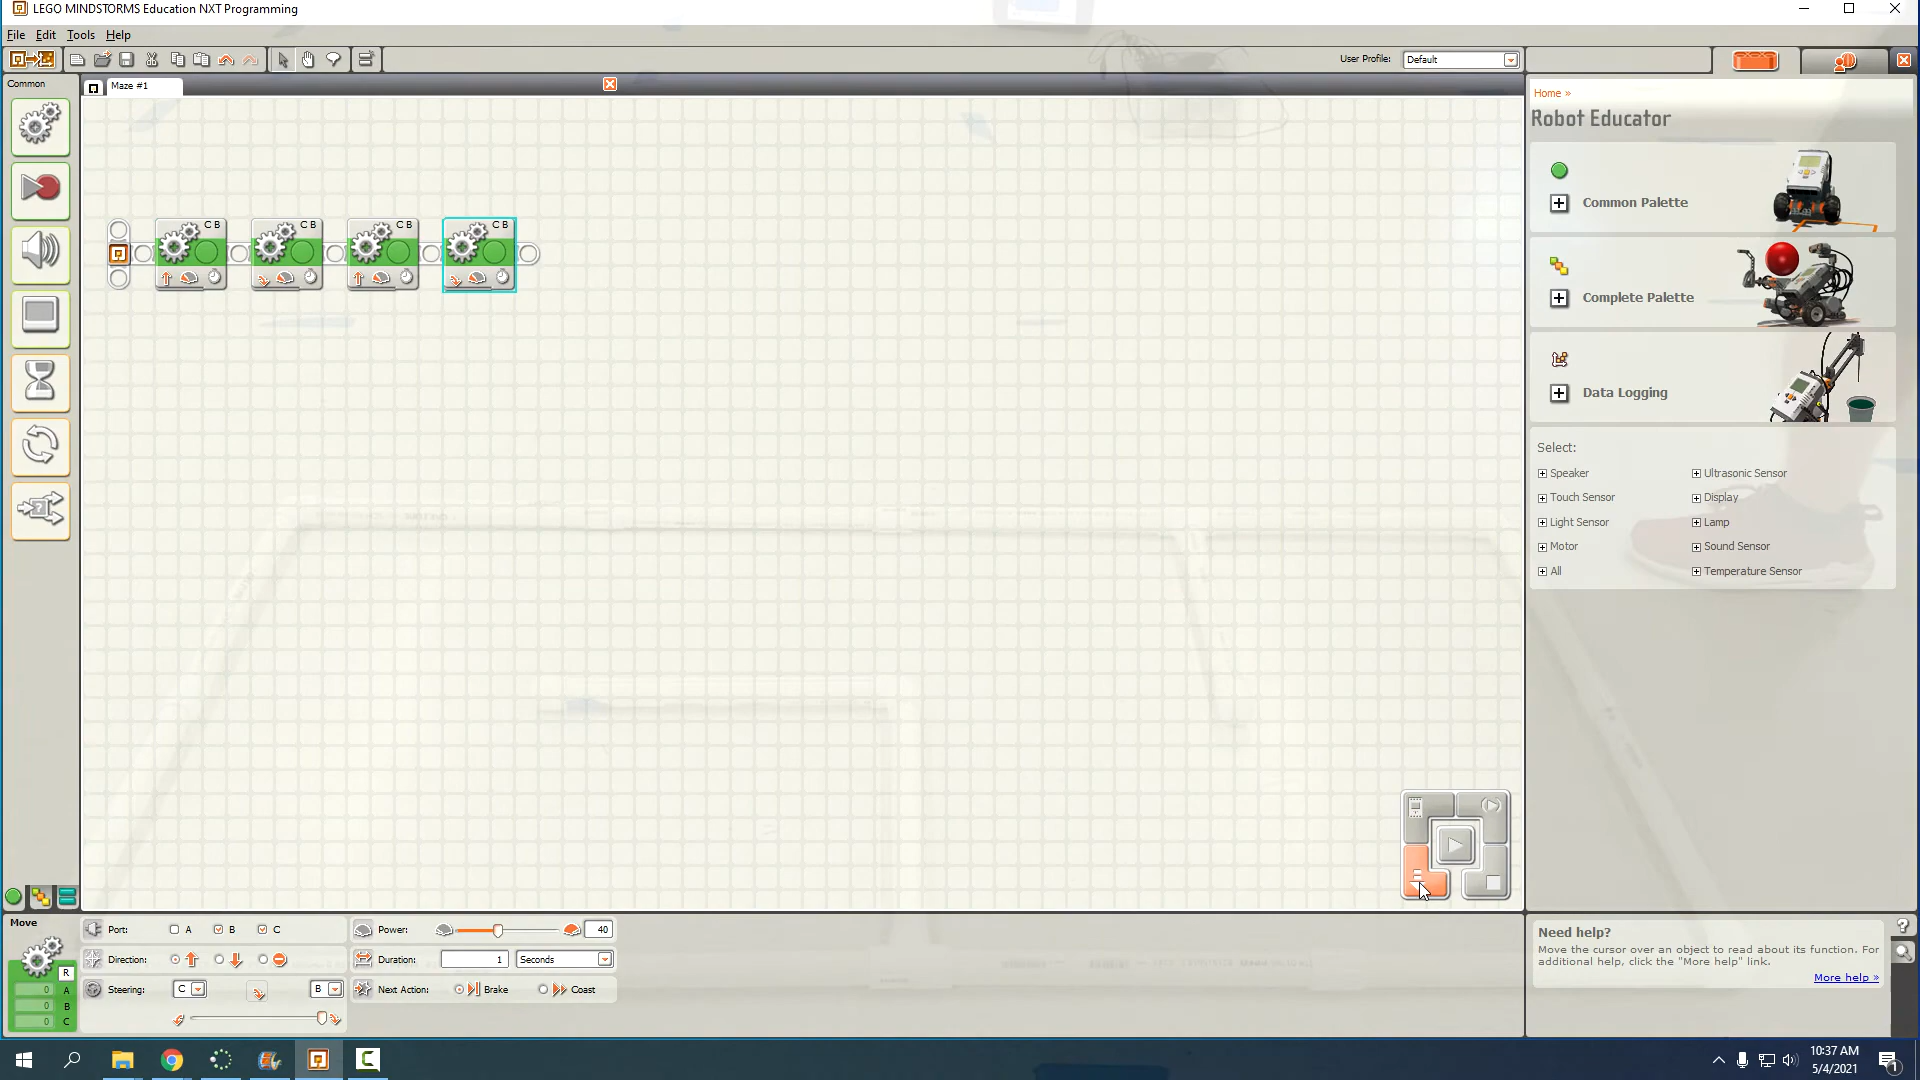 LEGO MINDSTORMS Education NXT Programming
File Edit Tools Help
User Profile: Default
Common
Maze #1
C B C B C B C B
Home »
Robot Educator
Common Palette
Complete Palette
Data Logging
Select:
Speaker Ultrasonic Sensor
Touch Sensor Display
Light Sensor Lamp
Motor Sound Sensor
All Temperature Sensor
Move
R
0 A
0 B
0 C
Port: A B C
Direction:
Steering: C B
Power: 40
Duration: 1 Seconds
Next Action: Brake Coast
Need help?
Move the cursor over an object to read about its function. For
additional help, click the "More help" link.
More help »
10:37 AM
5/4/2021
1